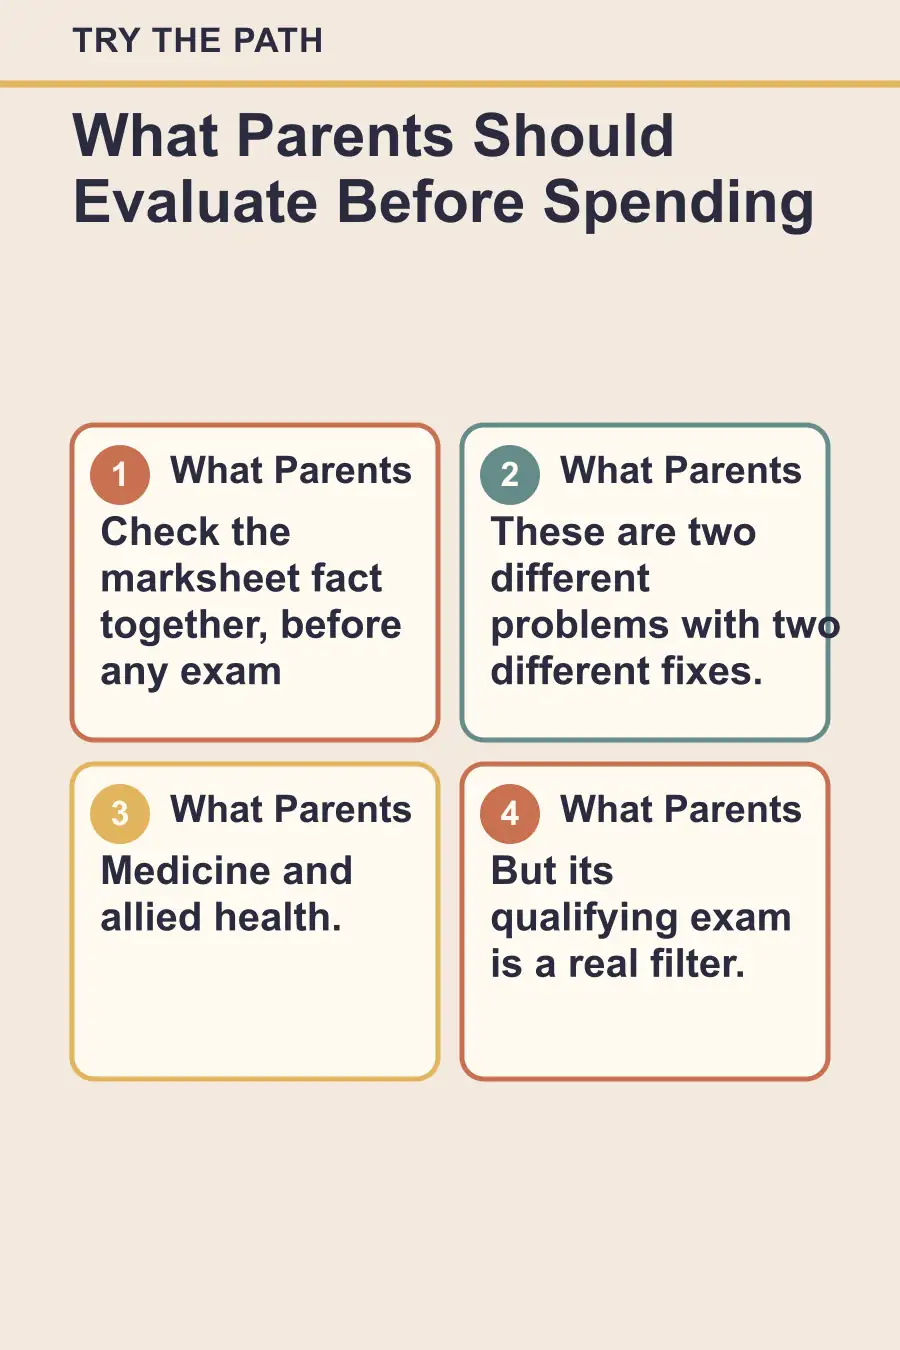 TRY THE PATH
What Parents Should
Evaluate Before Spending
1 What Parents
Check the
marksheet fact
together, before
any exam
2 What Parents
These are two
different
problems with two
different fixes.
3 What Parents
Medicine and
allied health.
4 What Parents
But its
qualifying exam
is a real filter.